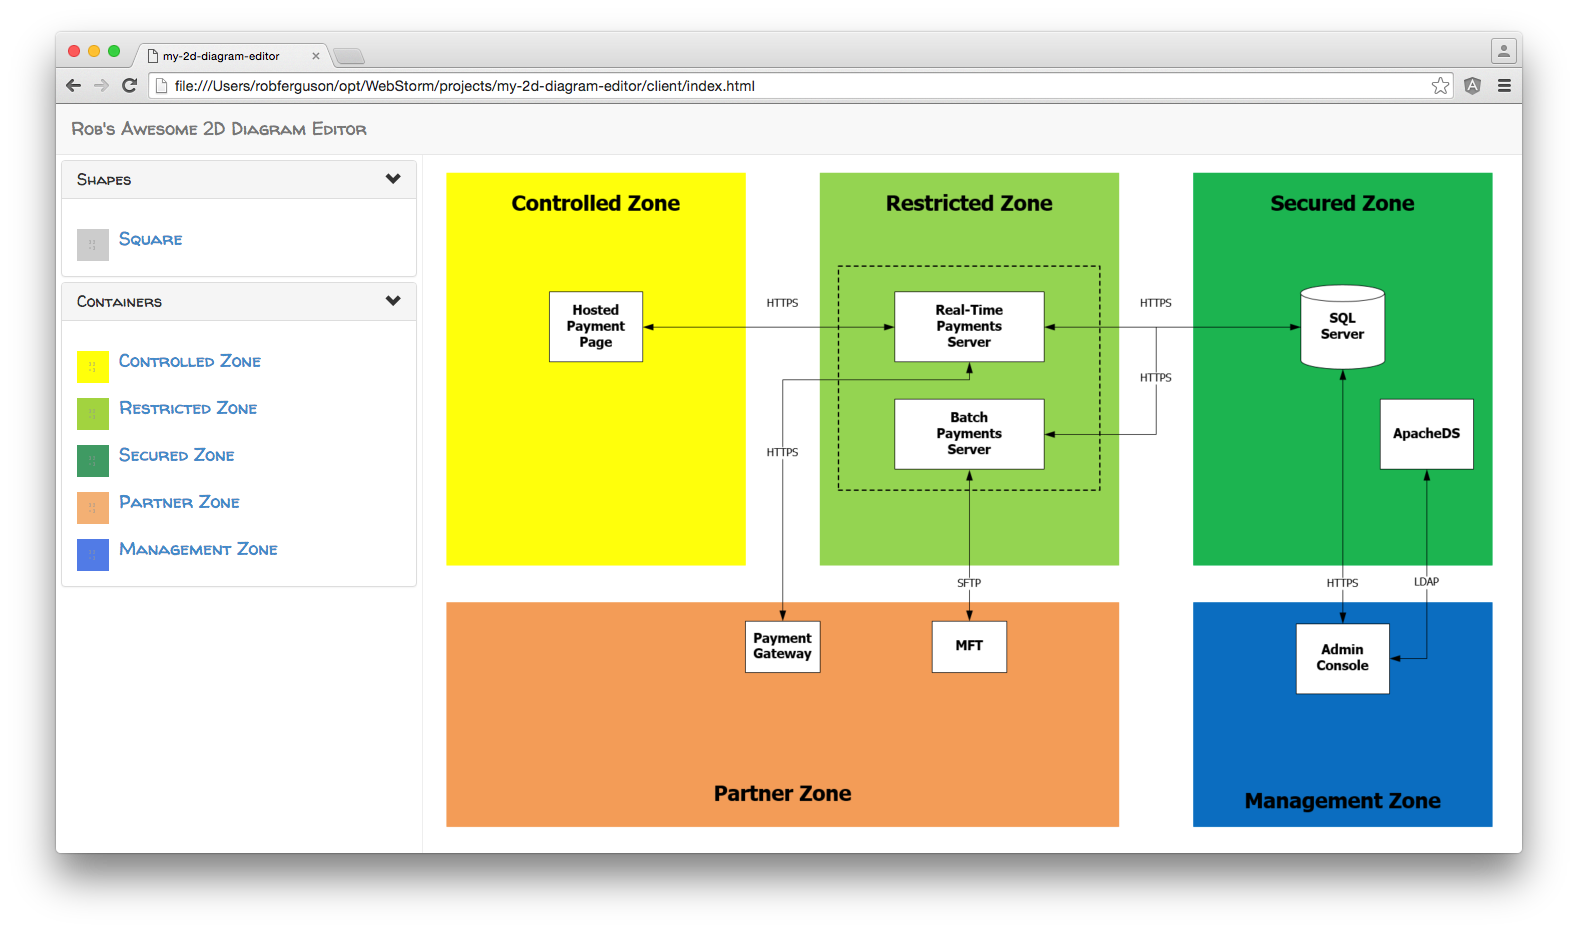 my-2d-diagram-editor
file:///Users/robferguson/opt/WebStorm/projects/my-2d-diagram-editor/client/index.html
Rob's Awesome 2D Diagram Editor
Shapes
Square
Containers
Controlled Zone
Restricted Zone
Secured Zone
Partner Zone
Management Zone
Controlled Zone
Restricted Zone
Secured Zone
Hosted
Payment
Page
HTTPS
Real-Time
Payments
Server
HTTPS
SQL
Server
HTTPS
Batch
Payments
Server
HTTPS
ApacheDS
SFTP
HTTPS
LDAP
Payment
Gateway
MFT
Admin
Console
Partner Zone
Management Zone